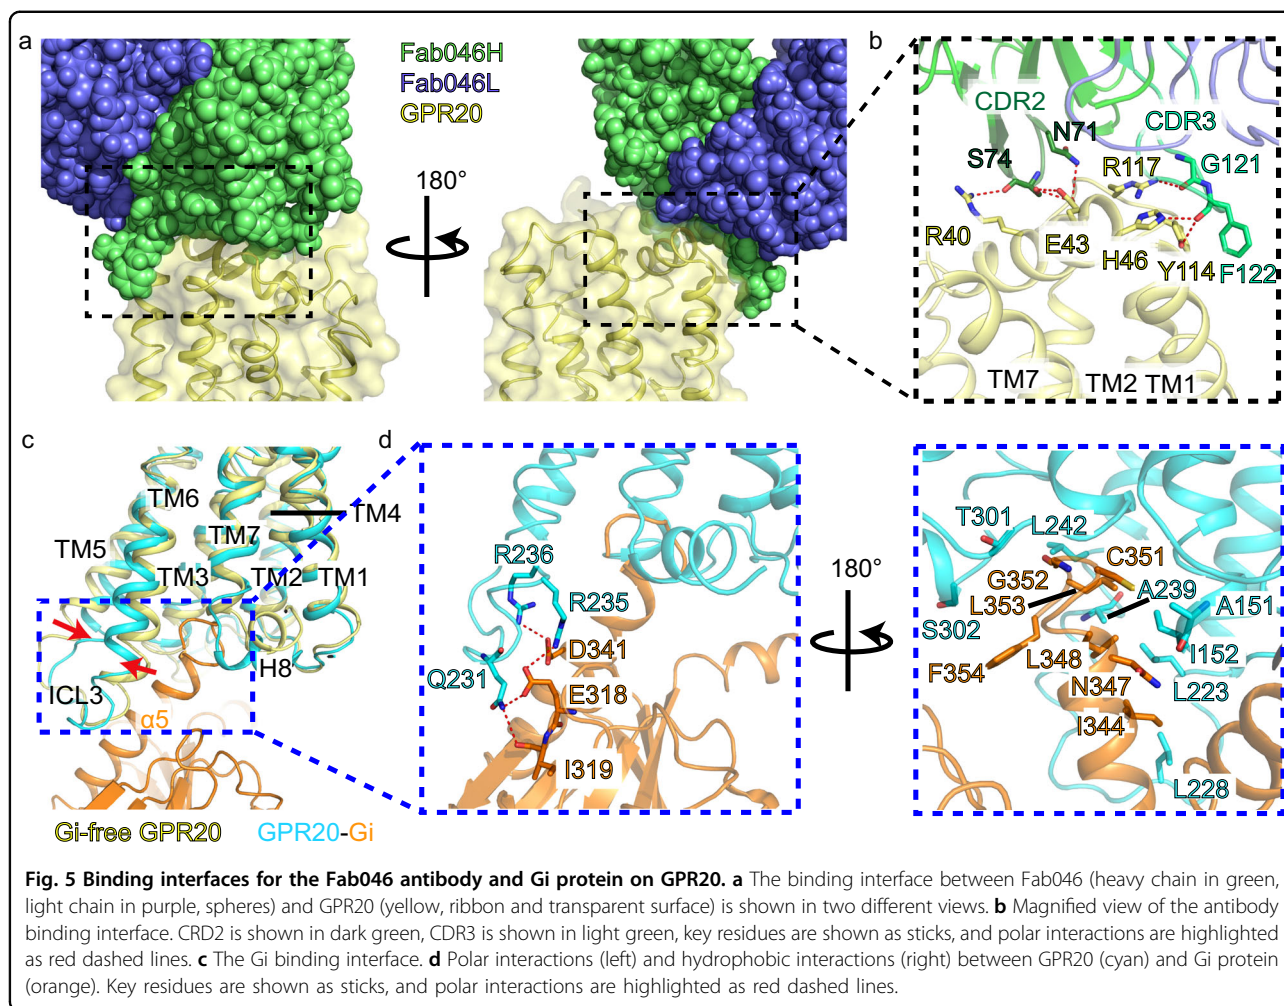 a
Fab046H
Fab046L
GPR20
180°
b
CDR2
N71
CDR3
S74
R117
G121
R40
E43
H46
Y114
F122
TM7
TM2
TM1
c
TM6
TM4
TM5
TM7
TM3
TM2
TM1
H8
ICL3
α5
Gi-free GPR20
GPR20-Gi
d
R236
R235
D341
Q231
E318
I319
180°
T301
L242
C351
G352
A239
L353
A151
S302
I152
F354
L348
L223
N347
I344
L228
Fig. 5 Binding interfaces for the Fab046 antibody and Gi protein on GPR20. a The binding interface between Fab046 (heavy chain in green,
light chain in purple, spheres) and GPR20 (yellow, ribbon and transparent surface) is shown in two different views. b Magnified view of the antibody
binding interface. CRD2 is shown in dark green, CDR3 is shown in light green, key residues are shown as sticks, and polar interactions are highlighted
as red dashed lines. c The Gi binding interface. d Polar interactions (left) and hydrophobic interactions (right) between GPR20 (cyan) and Gi protein
(orange). Key residues are shown as sticks, and polar interactions are highlighted as red dashed lines.